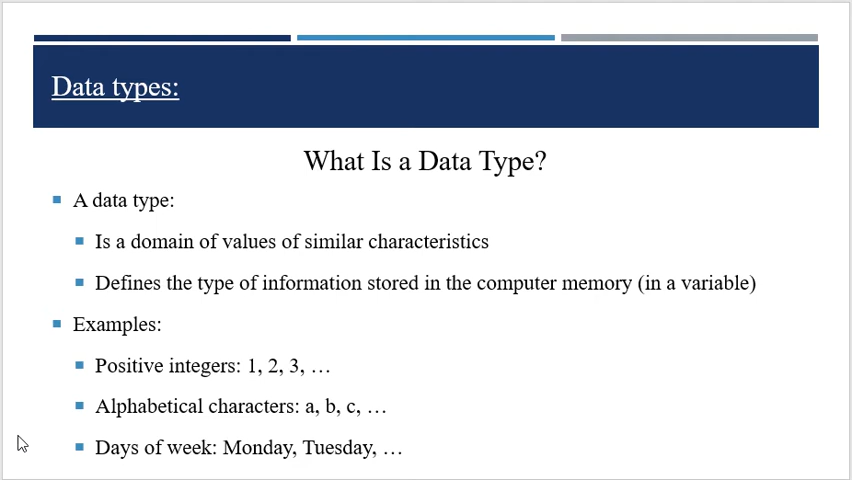 Data types:
What Is a Data Type?
A data type:
Is a domain of values of similar characteristics
Defines the type of information stored in the computer memory (in a variable)
Examples:
Positive integers: 1, 2, 3, …
Alphabetical characters: a, b, c, …
Days of week: Monday, Tuesday, …